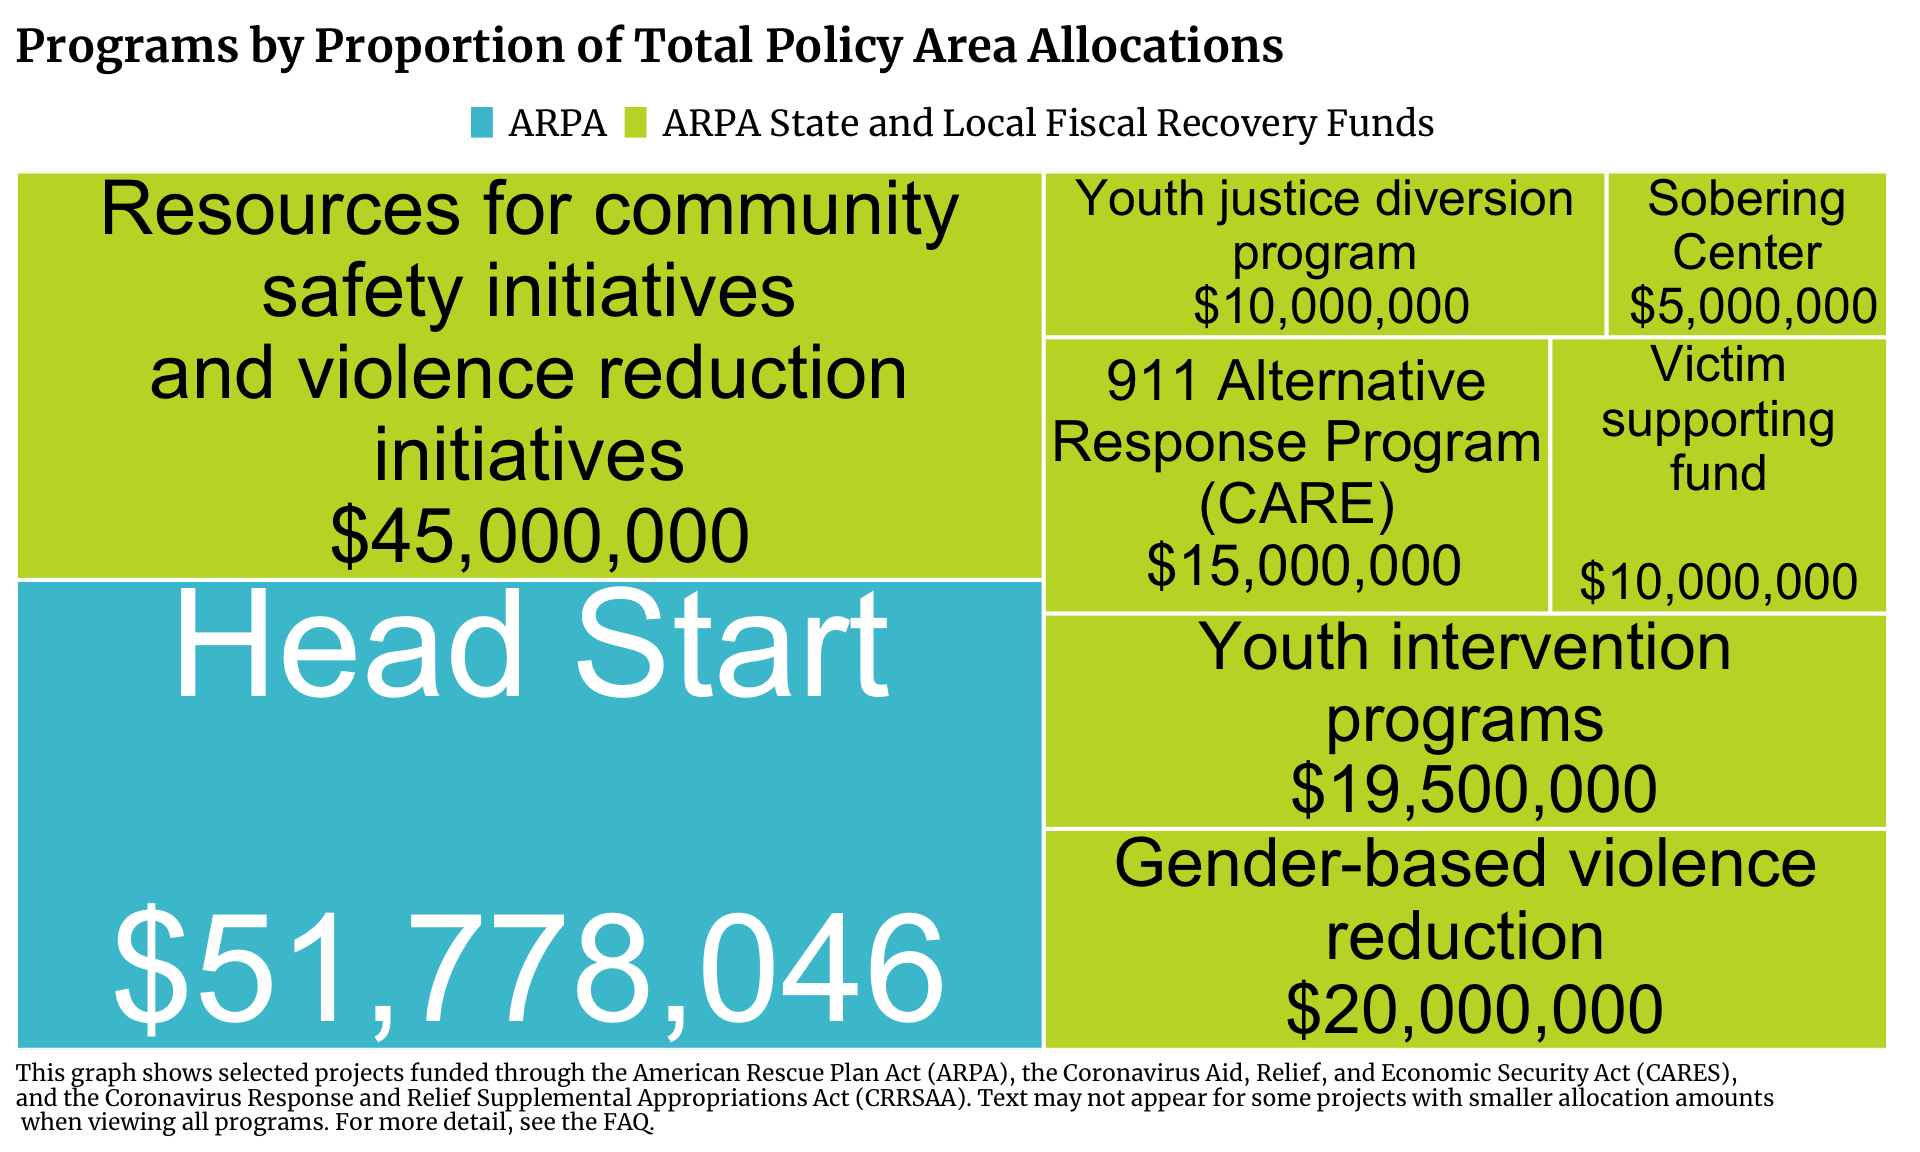 Programs by Proportion of Total Policy Area Allocations
ARPA
ARPA State and Local Fiscal Recovery Funds
Resources for community
safety initiatives
and violence reduction
initiatives
$45,000,000
Head Start
$51,778,046
Youth justice diversion
program
$10,000,000
Sobering
Center
$5,000,000
911 Alternative
Response Program
(CARE)
$15,000,000
Victim
supporting
fund
$10,000,000
Youth intervention
programs
$19,500,000
Gender-based violence
reduction
$20,000,000
This graph shows selected projects funded through the American Rescue Plan Act (ARPA), the Coronavirus Aid, Relief, and Economic Security Act (CARES),
and the Coronavirus Response and Relief Supplemental Appropriations Act (CRRSAA). Text may not appear for some projects with smaller allocation amounts
when viewing all programs. For more detail, see the FAQ.